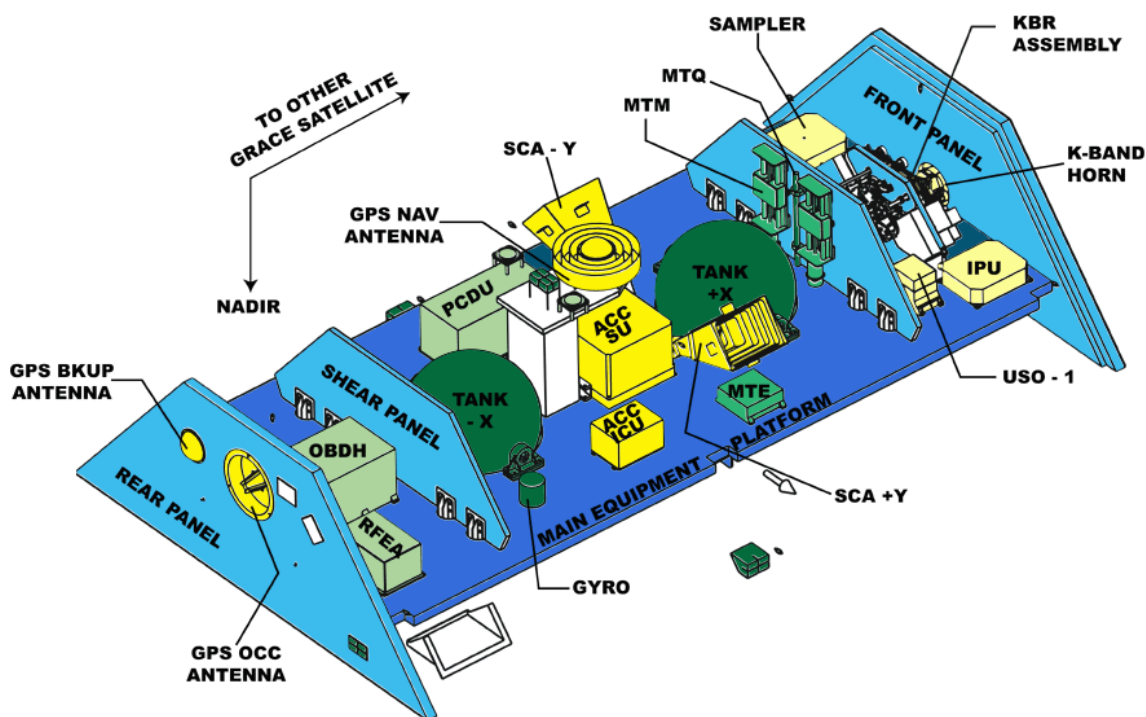 SAMPLER
KBR
ASSEMBLY
MTQ
MTM
FRONT PANEL
TO OTHER
GRACE SATELLITE
SCA - Y
K-BAND
HORN
GPS NAV
ANTENNA
NADIR
PCDU
TANK
+X
IPU
ACC
SU
GPS BKUP
ANTENNA
SHEAR PANEL
TANK
- X
MTE
USO - 1
ACC
ICU
OBDH
REAR PANEL
MAIN EQUIPMENT PLATFORM
SCA +Y
RFEA
GYRO
GPS OCC
ANTENNA